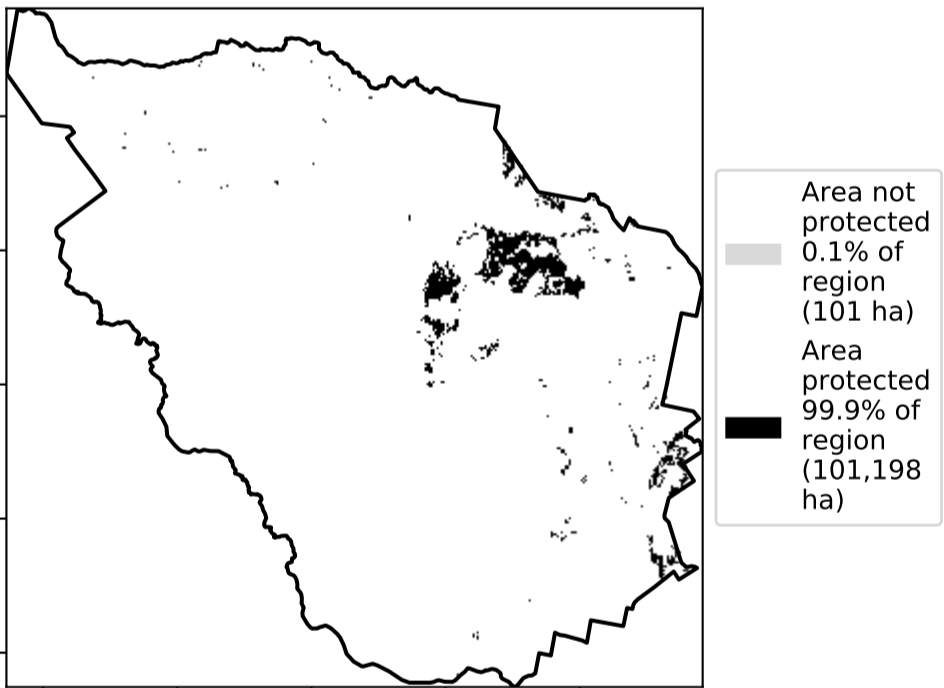 Area not
protected
0.1% of
region
(101 ha)
Area
protected
99.9% of
region
(101,198
ha)